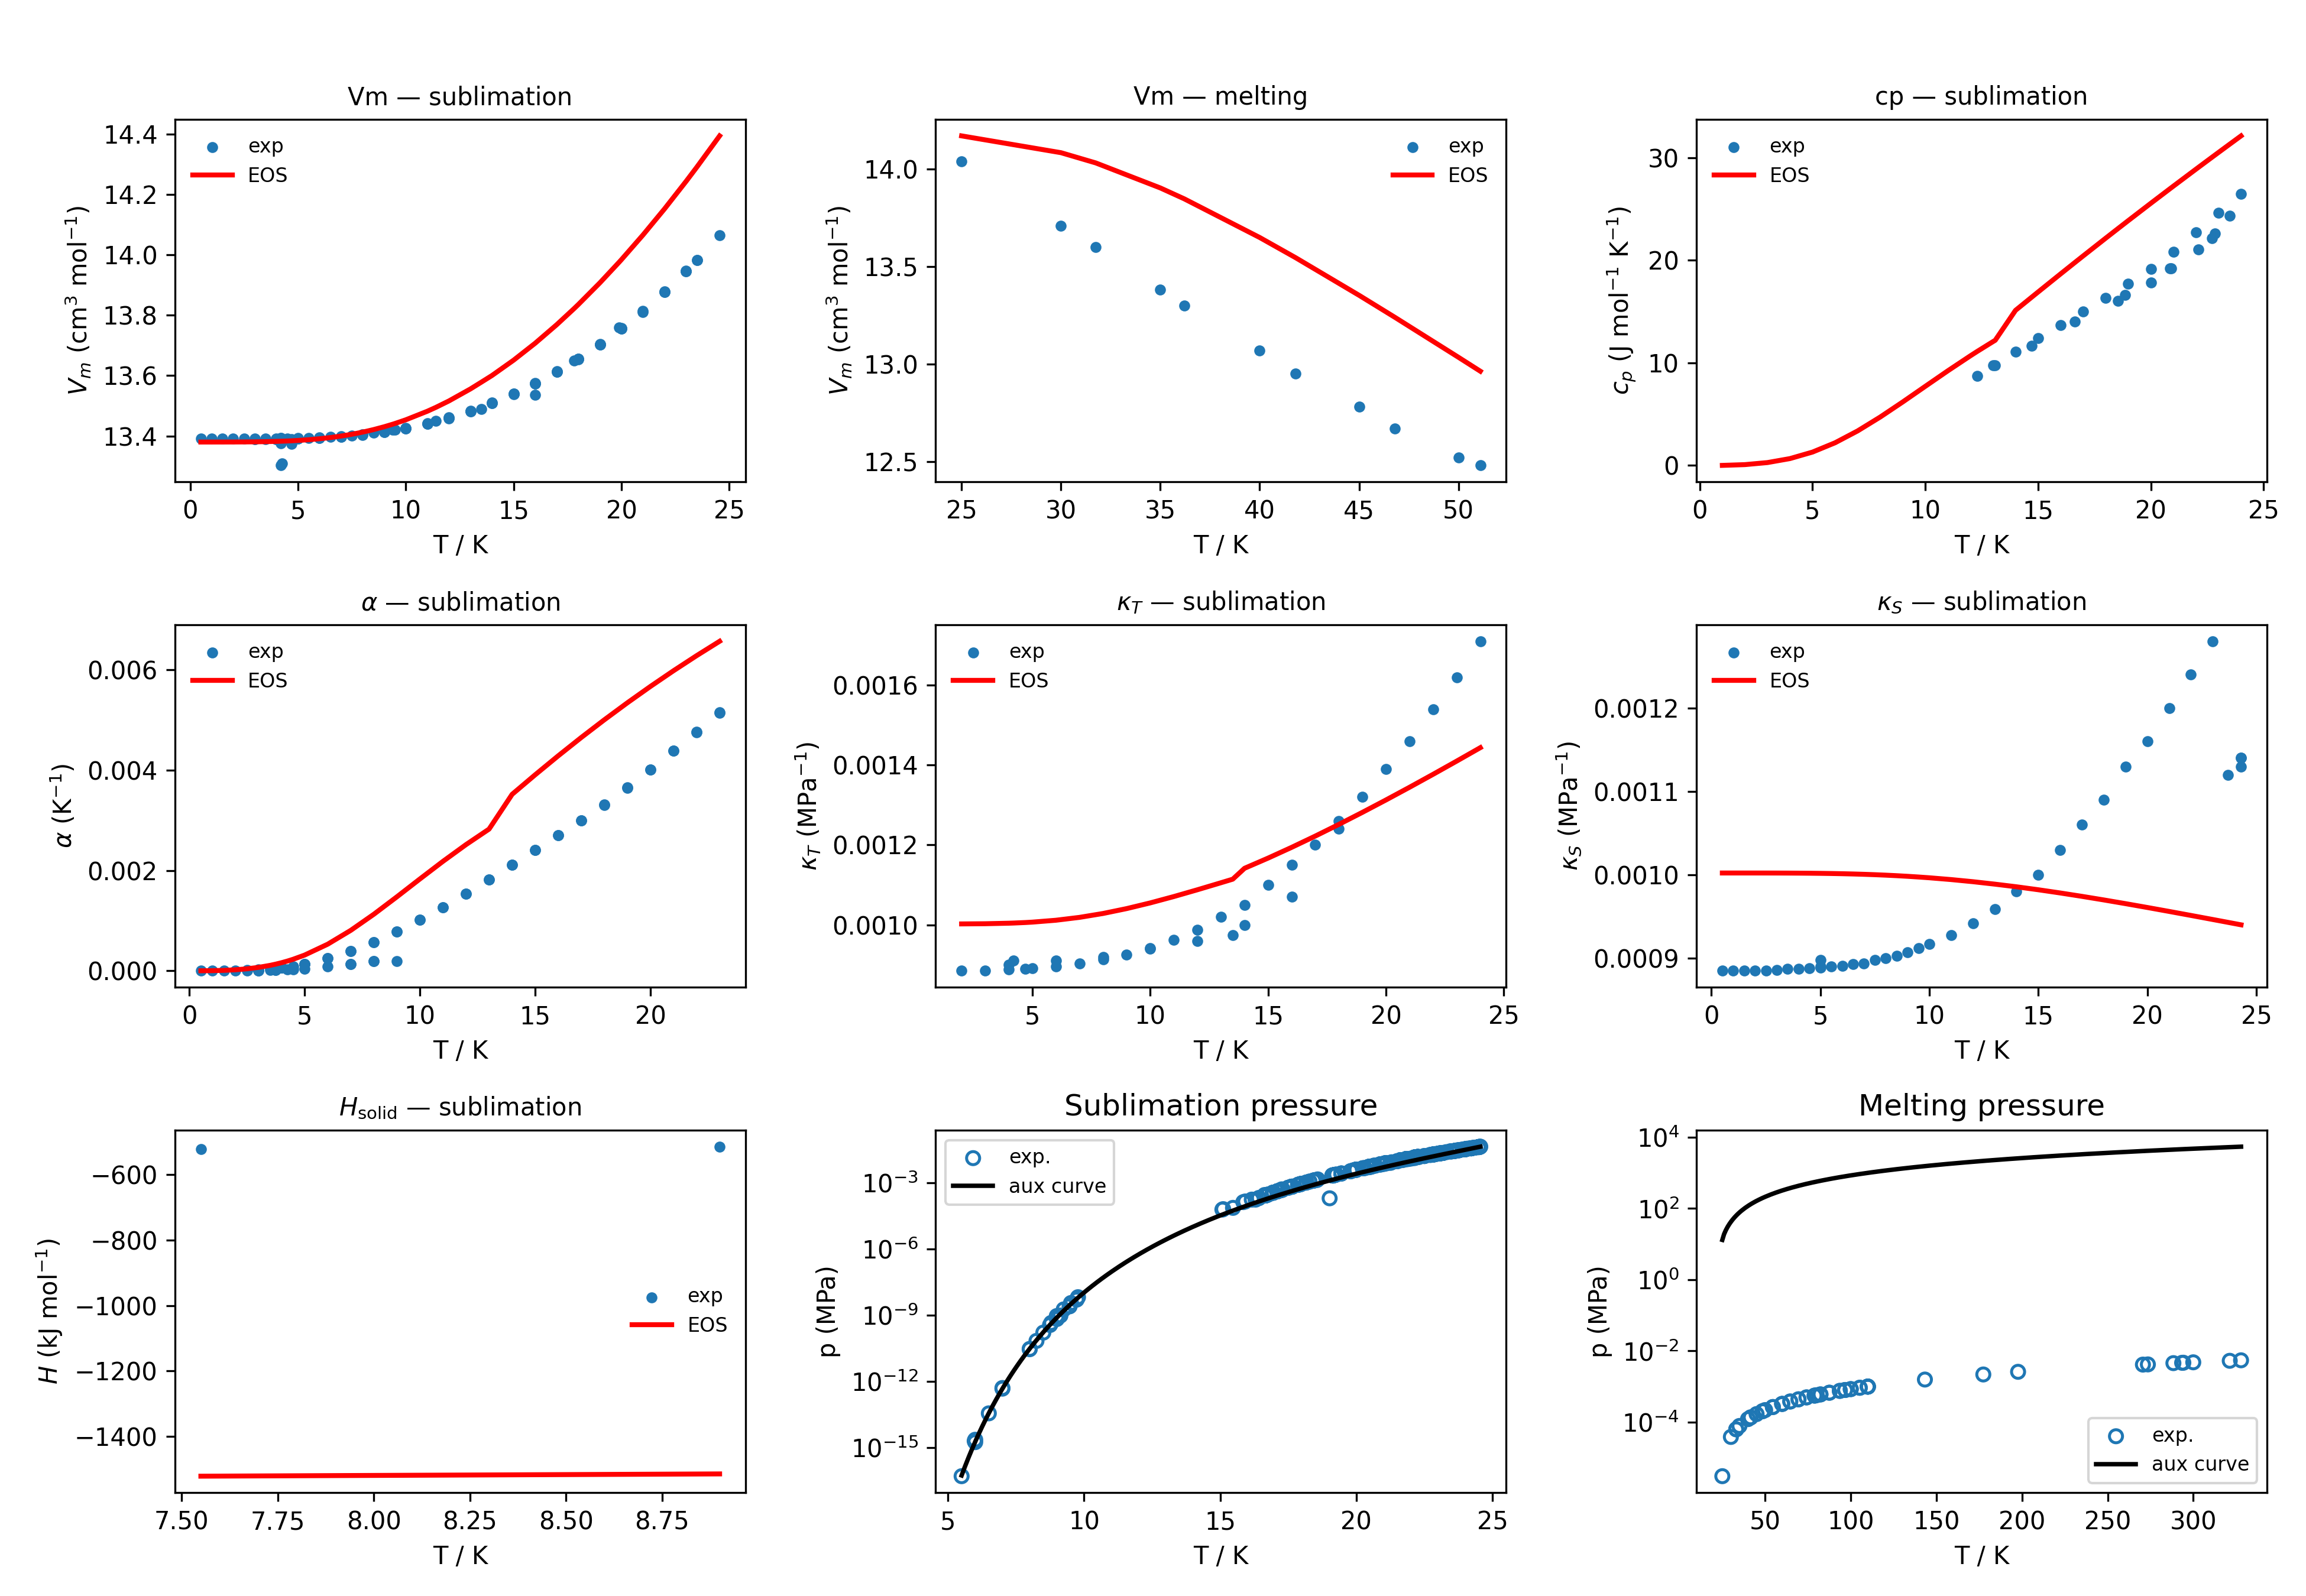 Vm — sublimation
Vm — melting
cp — sublimation
14.4
14.2
14.0
13.8
13.6
13.4
V_m (cm³ mol⁻¹)
exp
EOS
0 5 10 15 20 25
T / K
14.0
13.5
13.0
12.5
V_m (cm³ mol⁻¹)
exp
EOS
25 30 35 40 45 50
T / K
30
20
10
0
c_p (J mol⁻¹ K⁻¹)
exp
EOS
0 5 10 15 20 25
T / K
α — sublimation
κ_T — sublimation
κ_S — sublimation
0.006
0.004
0.002
0.000
α (K⁻¹)
exp
EOS
0 5 10 15 20
T / K
0.0016
0.0014
0.0012
0.0010
κ_T (MPa⁻¹)
exp
EOS
5 10 15 20 25
T / K
0.0012
0.0011
0.0010
0.0009
κ_S (MPa⁻¹)
exp
EOS
0 5 10 15 20 25
T / K
H_solid — sublimation
Sublimation pressure
Melting pressure
−600
−800
−1000
−1200
−1400
H (kJ mol⁻¹)
exp
EOS
7.50 7.75 8.00 8.25 8.50 8.75
T / K
10⁻³
10⁻⁶
10⁻⁹
10⁻¹²
10⁻¹⁵
p (MPa)
exp.
aux curve
5 10 15 20 25
T / K
10⁴
10²
10⁰
10⁻²
10⁻⁴
p (MPa)
exp.
aux curve
50 100 150 200 250 300
T / K